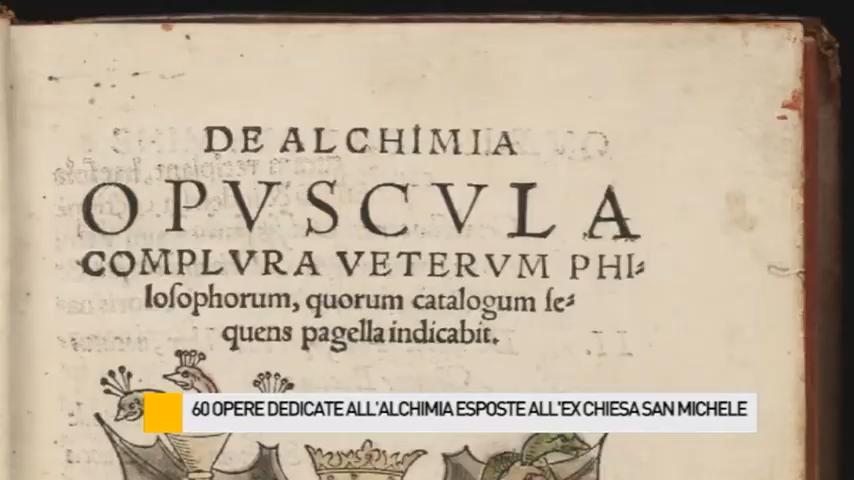 DE ALCHIMIA
OPVSCVLA
COMPLVRA VETERVM PHI⸗
loſophorum, quorum catalogum ſe⸗
quens pagella indicabit.
60 OPERE DEDICATE ALL'ALCHIMIA ESPOSTE ALL'EX CHIESA SAN MICHELE